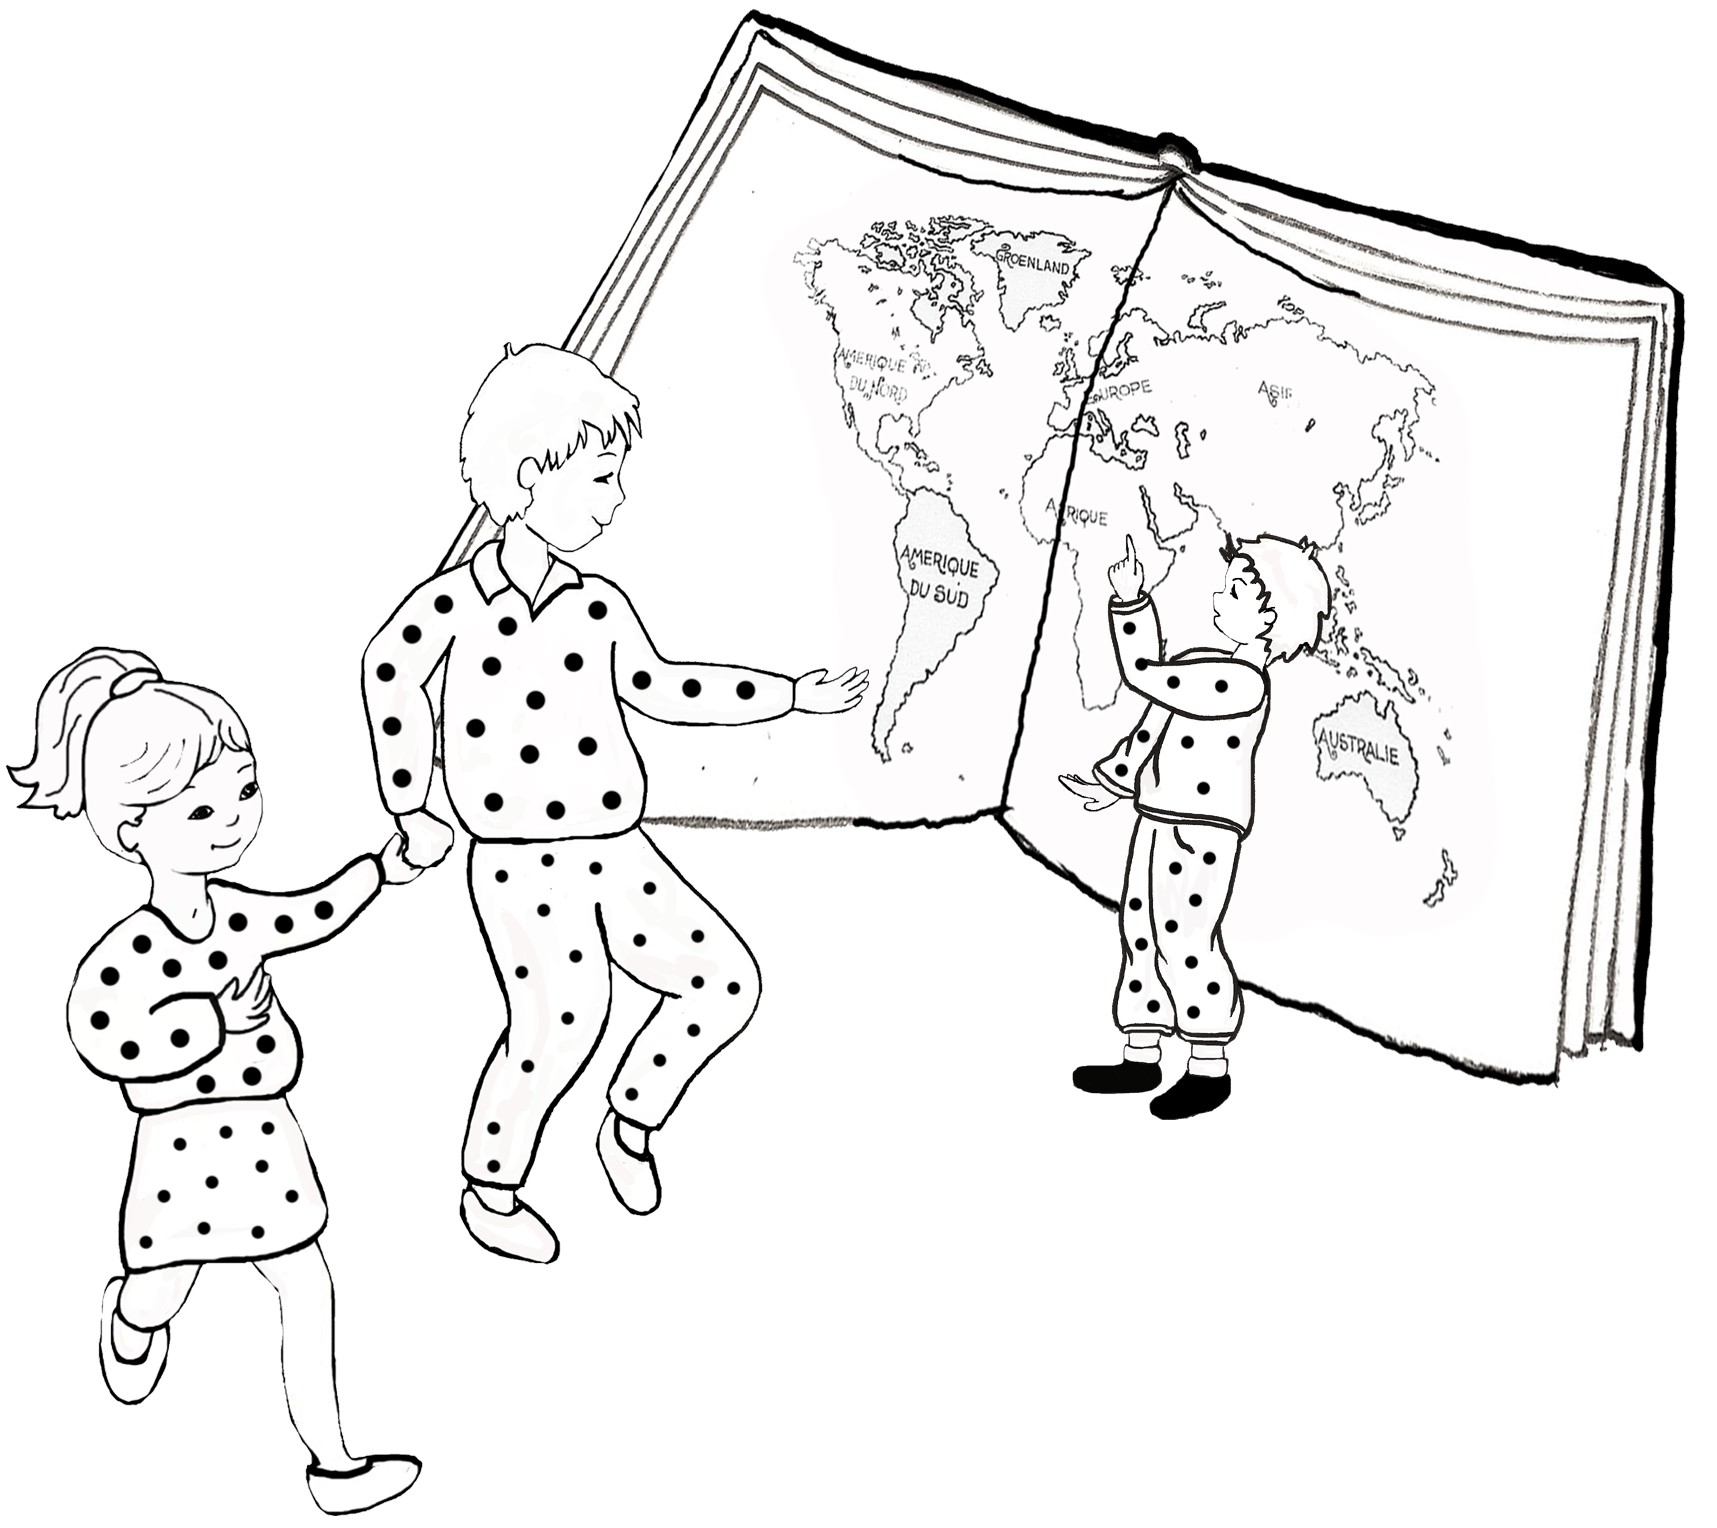 GROENLAND
AMERIQUE
DU NORD
EUROPE
ASIE
AFRIQUE
AMERIQUE
DU SUD
AUSTRALIE